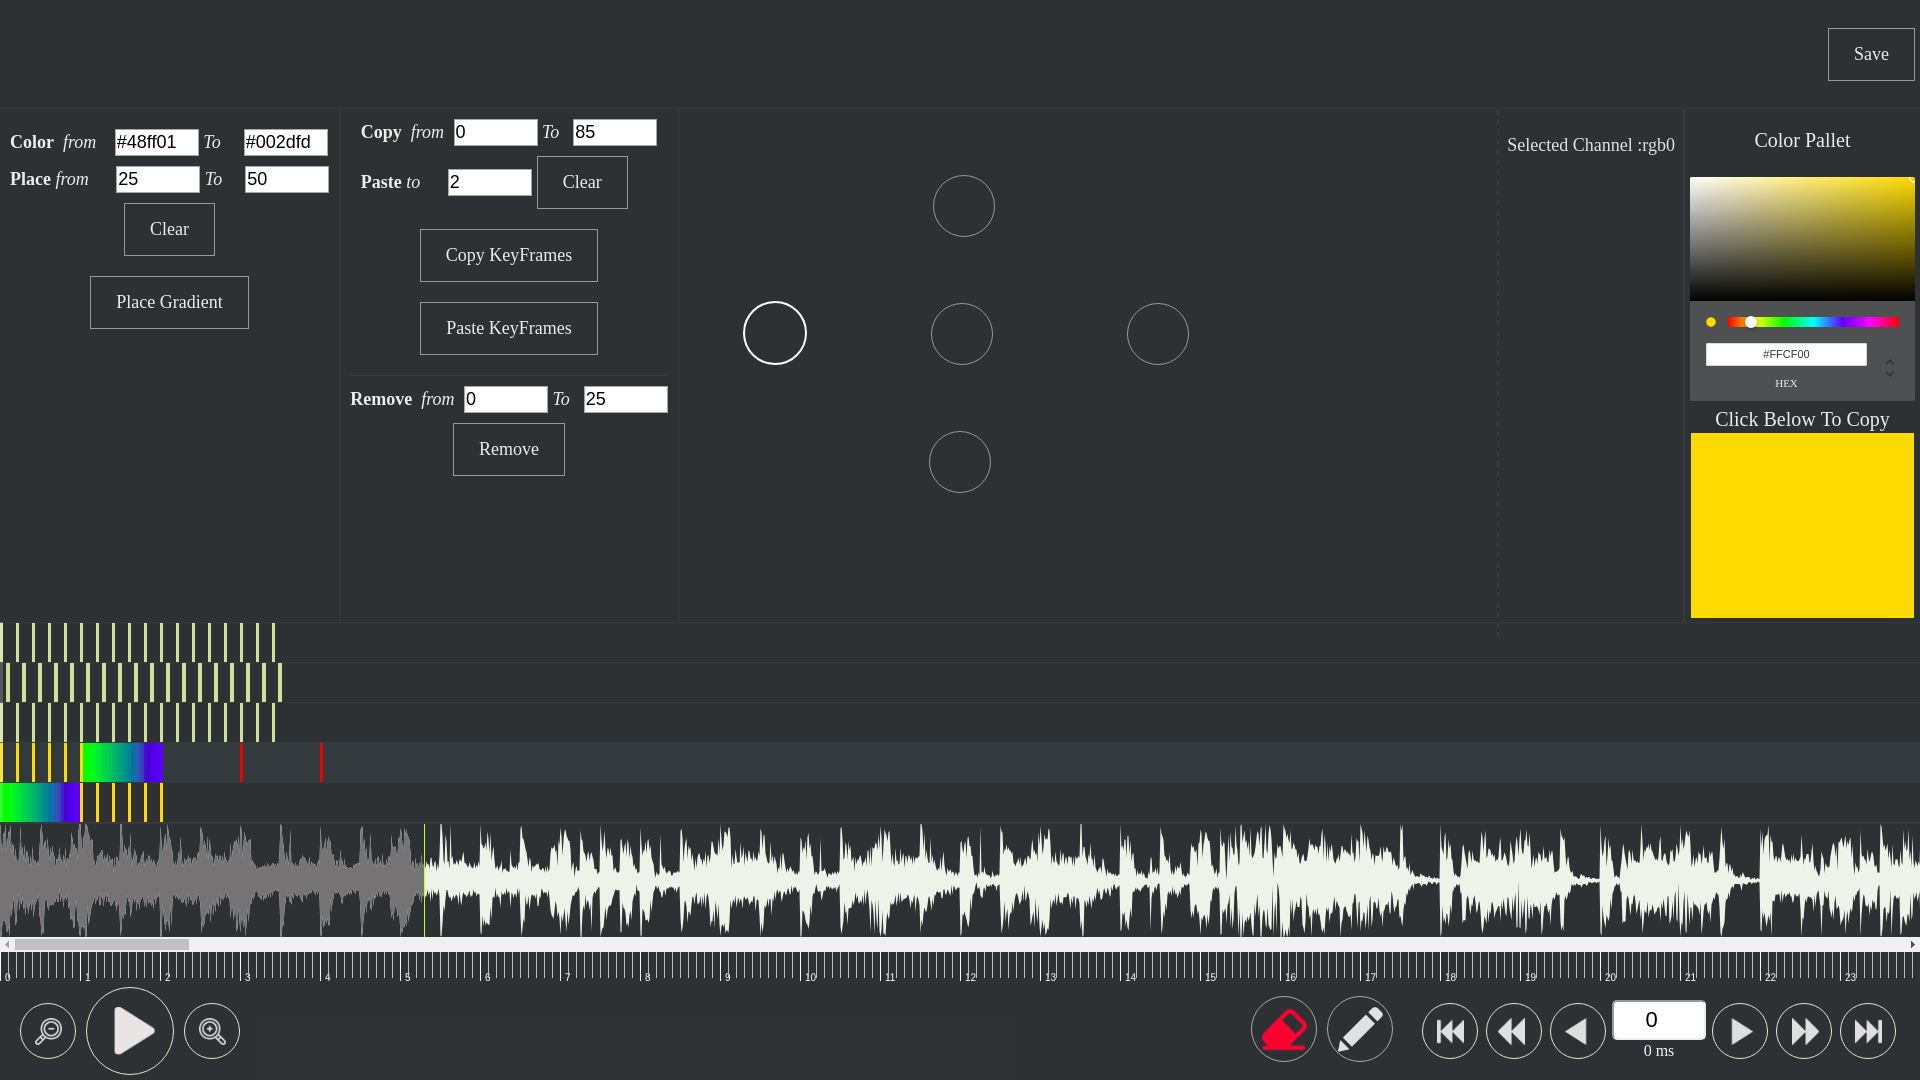 Save
Color from #48ff01 To #002dfd
Place from 25 To 50
Clear
Place Gradient
Copy from 0 To 85
Paste to 2 Clear
Copy KeyFrames
Paste KeyFrames
Remove from 0 To 25
Remove
Selected Channel :rgb0
Color Pallet
#FFCF00
HEX
Click Below To Copy
0 1 2 3 4 5 6 7 8 9 10 11 12 13 14 15 16 17 18 19 20 21 22 23
0
0 ms